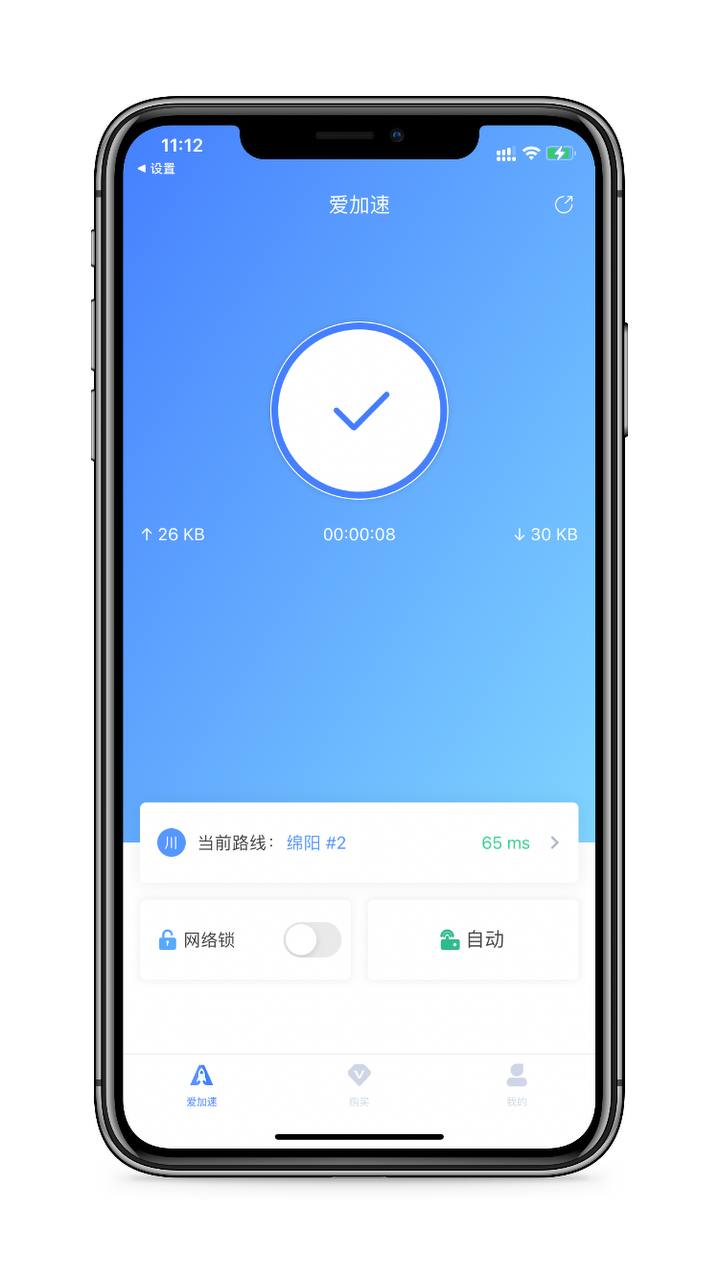 11:12
◀ 设置
爱加速
↑ 26 KB
00:00:08
↓ 30 KB
川 当前路线： 绵阳 #2 65 ms
网络锁
自动
爱加速
购买
我的